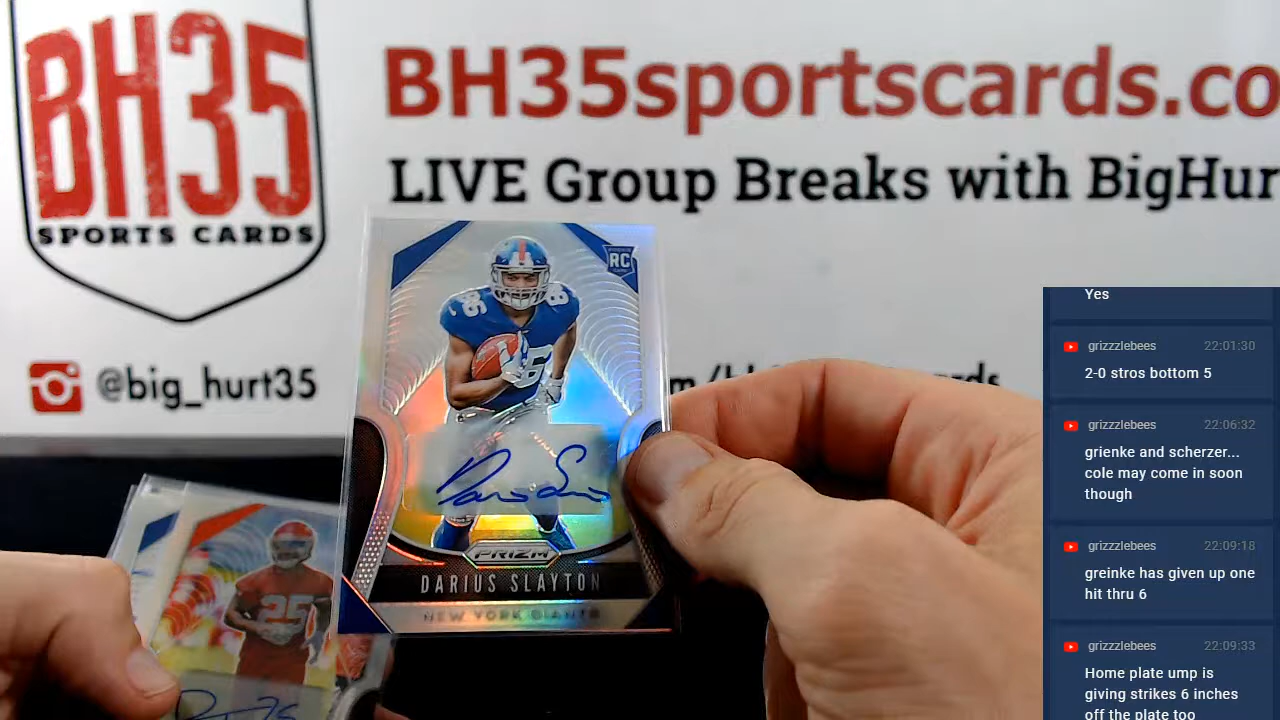 BH35
SPORTS CARDS
BH35sportscards.co
LIVE Group Breaks with BigHur
@big_hurt35
RC
86
86
PRIZM
DARIUS SLAYTON
NEW YORK GIANTS
25
Yes
grizzzlebees 22:01:30
2-0 stros bottom 5
grizzzlebees 22:06:32
grienke and scherzer...
cole may come in soon
though
grizzzlebees 22:09:18
greinke has given up one
hit thru 6
grizzzlebees 22:09:33
Home plate ump is
giving strikes 6 inches
off the plate too